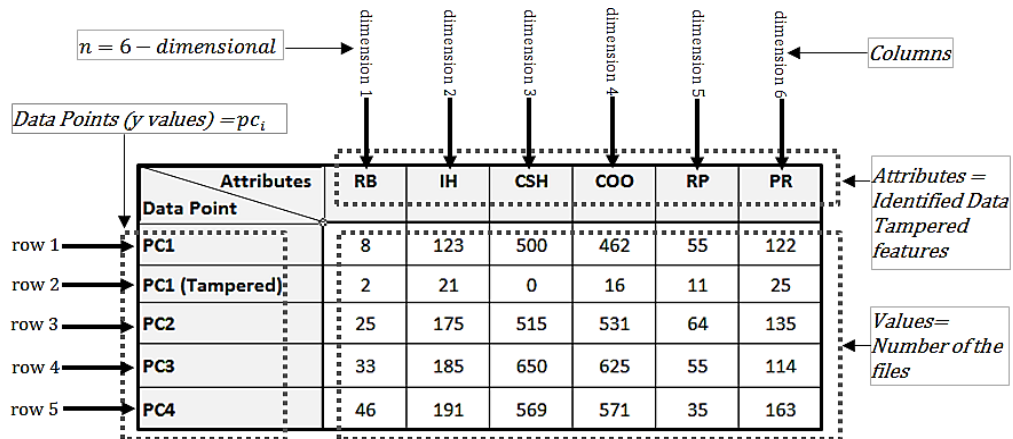 n = 6 − dimensional
dimension 1
dimension 2
dimension 3
dimension 4
dimension 5
dimension 6
Columns
Data Points (y values) = pcᵢ
Attributes
Data Point
RB IH CSH COO RP PR
Attributes =
Identified Data
Tampered
features
row 1 PC1 8 123 500 462 55 122
row 2 PC1 (Tampered) 2 21 0 16 11 25
row 3 PC2 25 175 515 531 64 135
row 4 PC3 33 185 650 625 55 114
row 5 PC4 46 191 569 571 35 163
Values=
Number of the
files